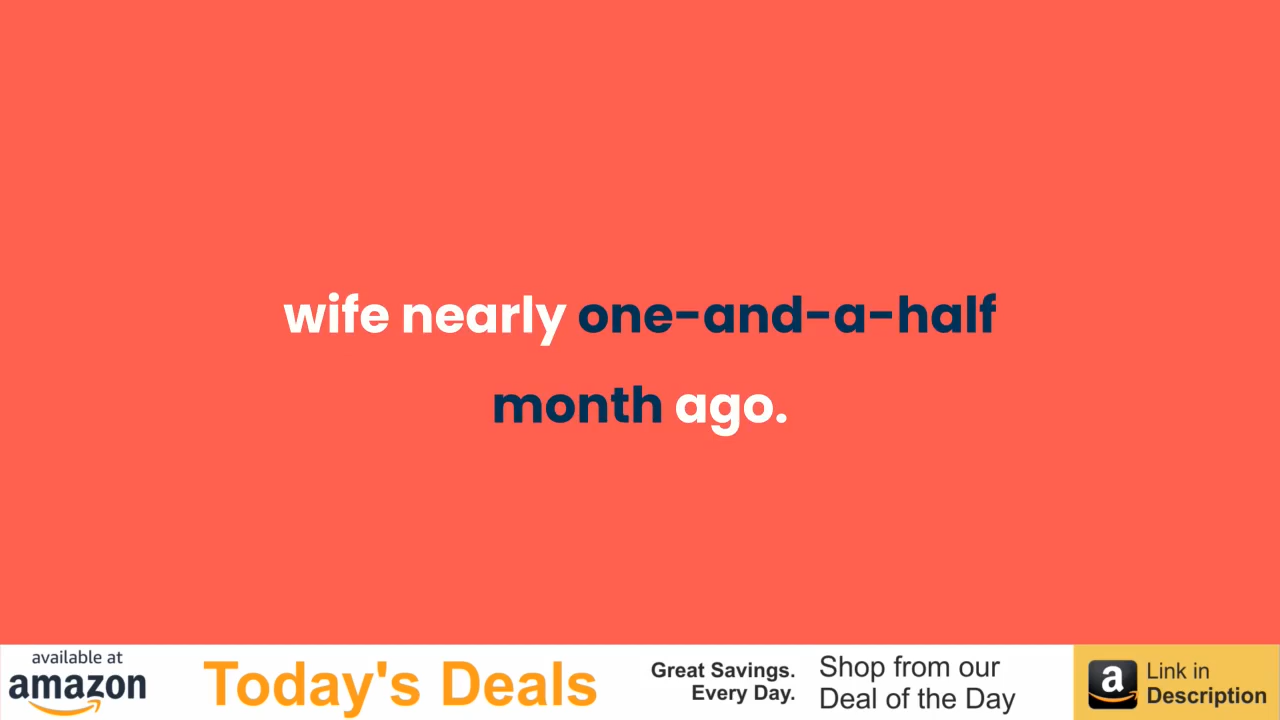 wife nearly one-and-a-half
month ago.
available at
amazon
Today's Deals
Great Savings.
Every Day.
Shop from our
Deal of the Day
a
Link in
Description